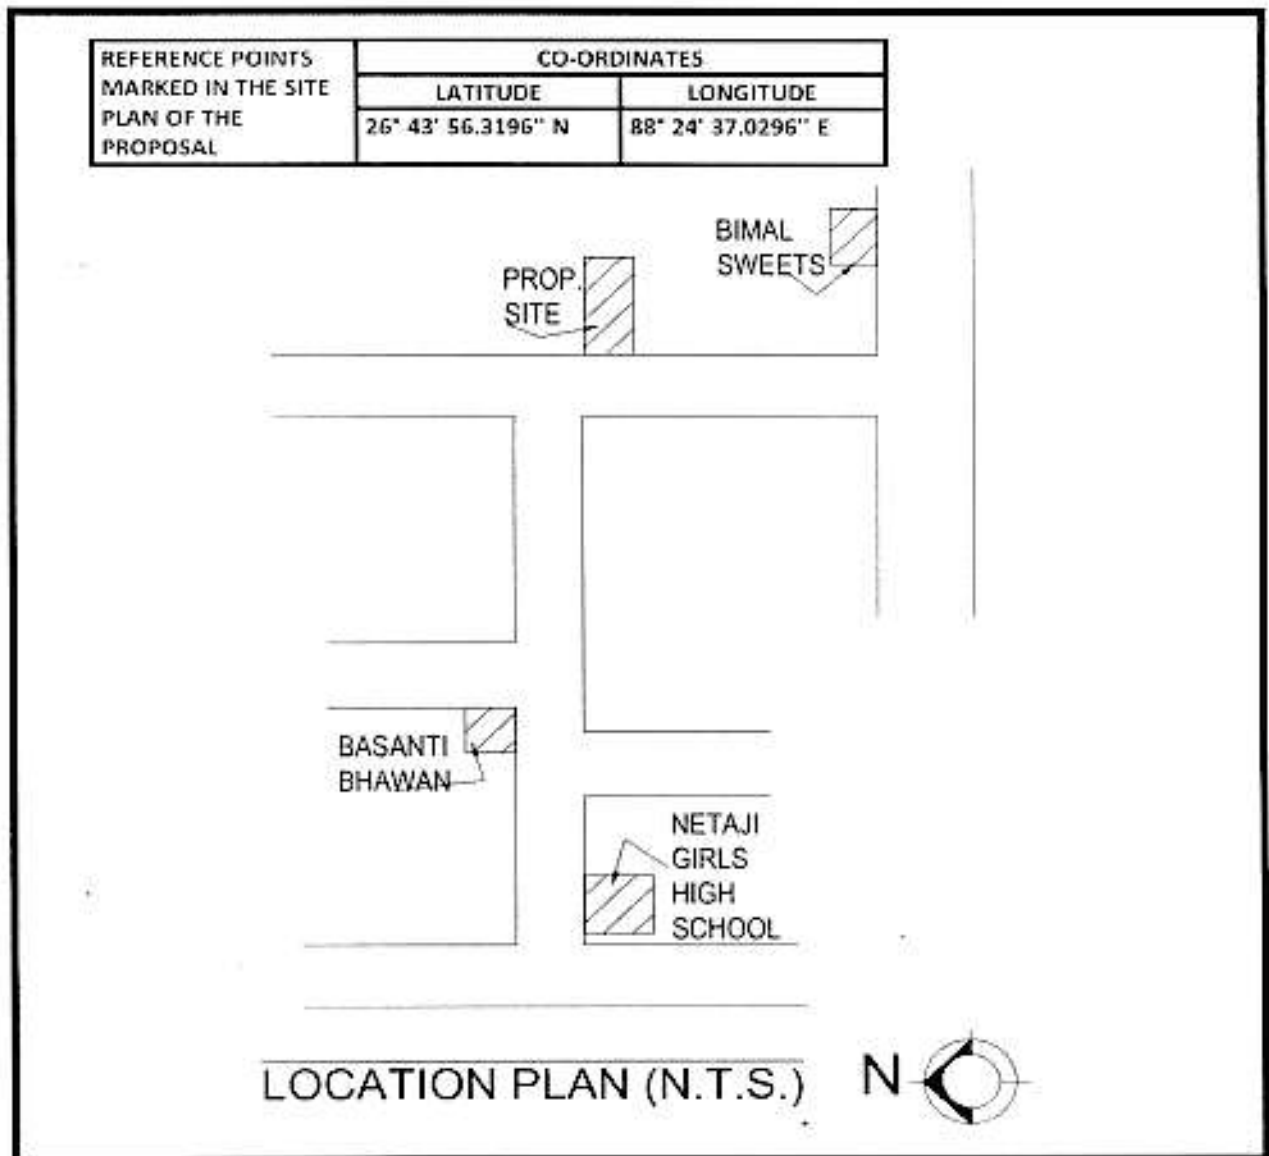 REFERENCE POINTS
MARKED IN THE SITE
PLAN OF THE
PROPOSAL
CO-ORDINATES
LATITUDE
LONGITUDE
26° 43' 56.3196" N
88° 24' 37.0296" E
BIMAL
SWEETS
PROP.
SITE
BASANTI
BHAWAN
NETAJI
GIRLS
HIGH
SCHOOL
LOCATION PLAN (N.T.S.)
N